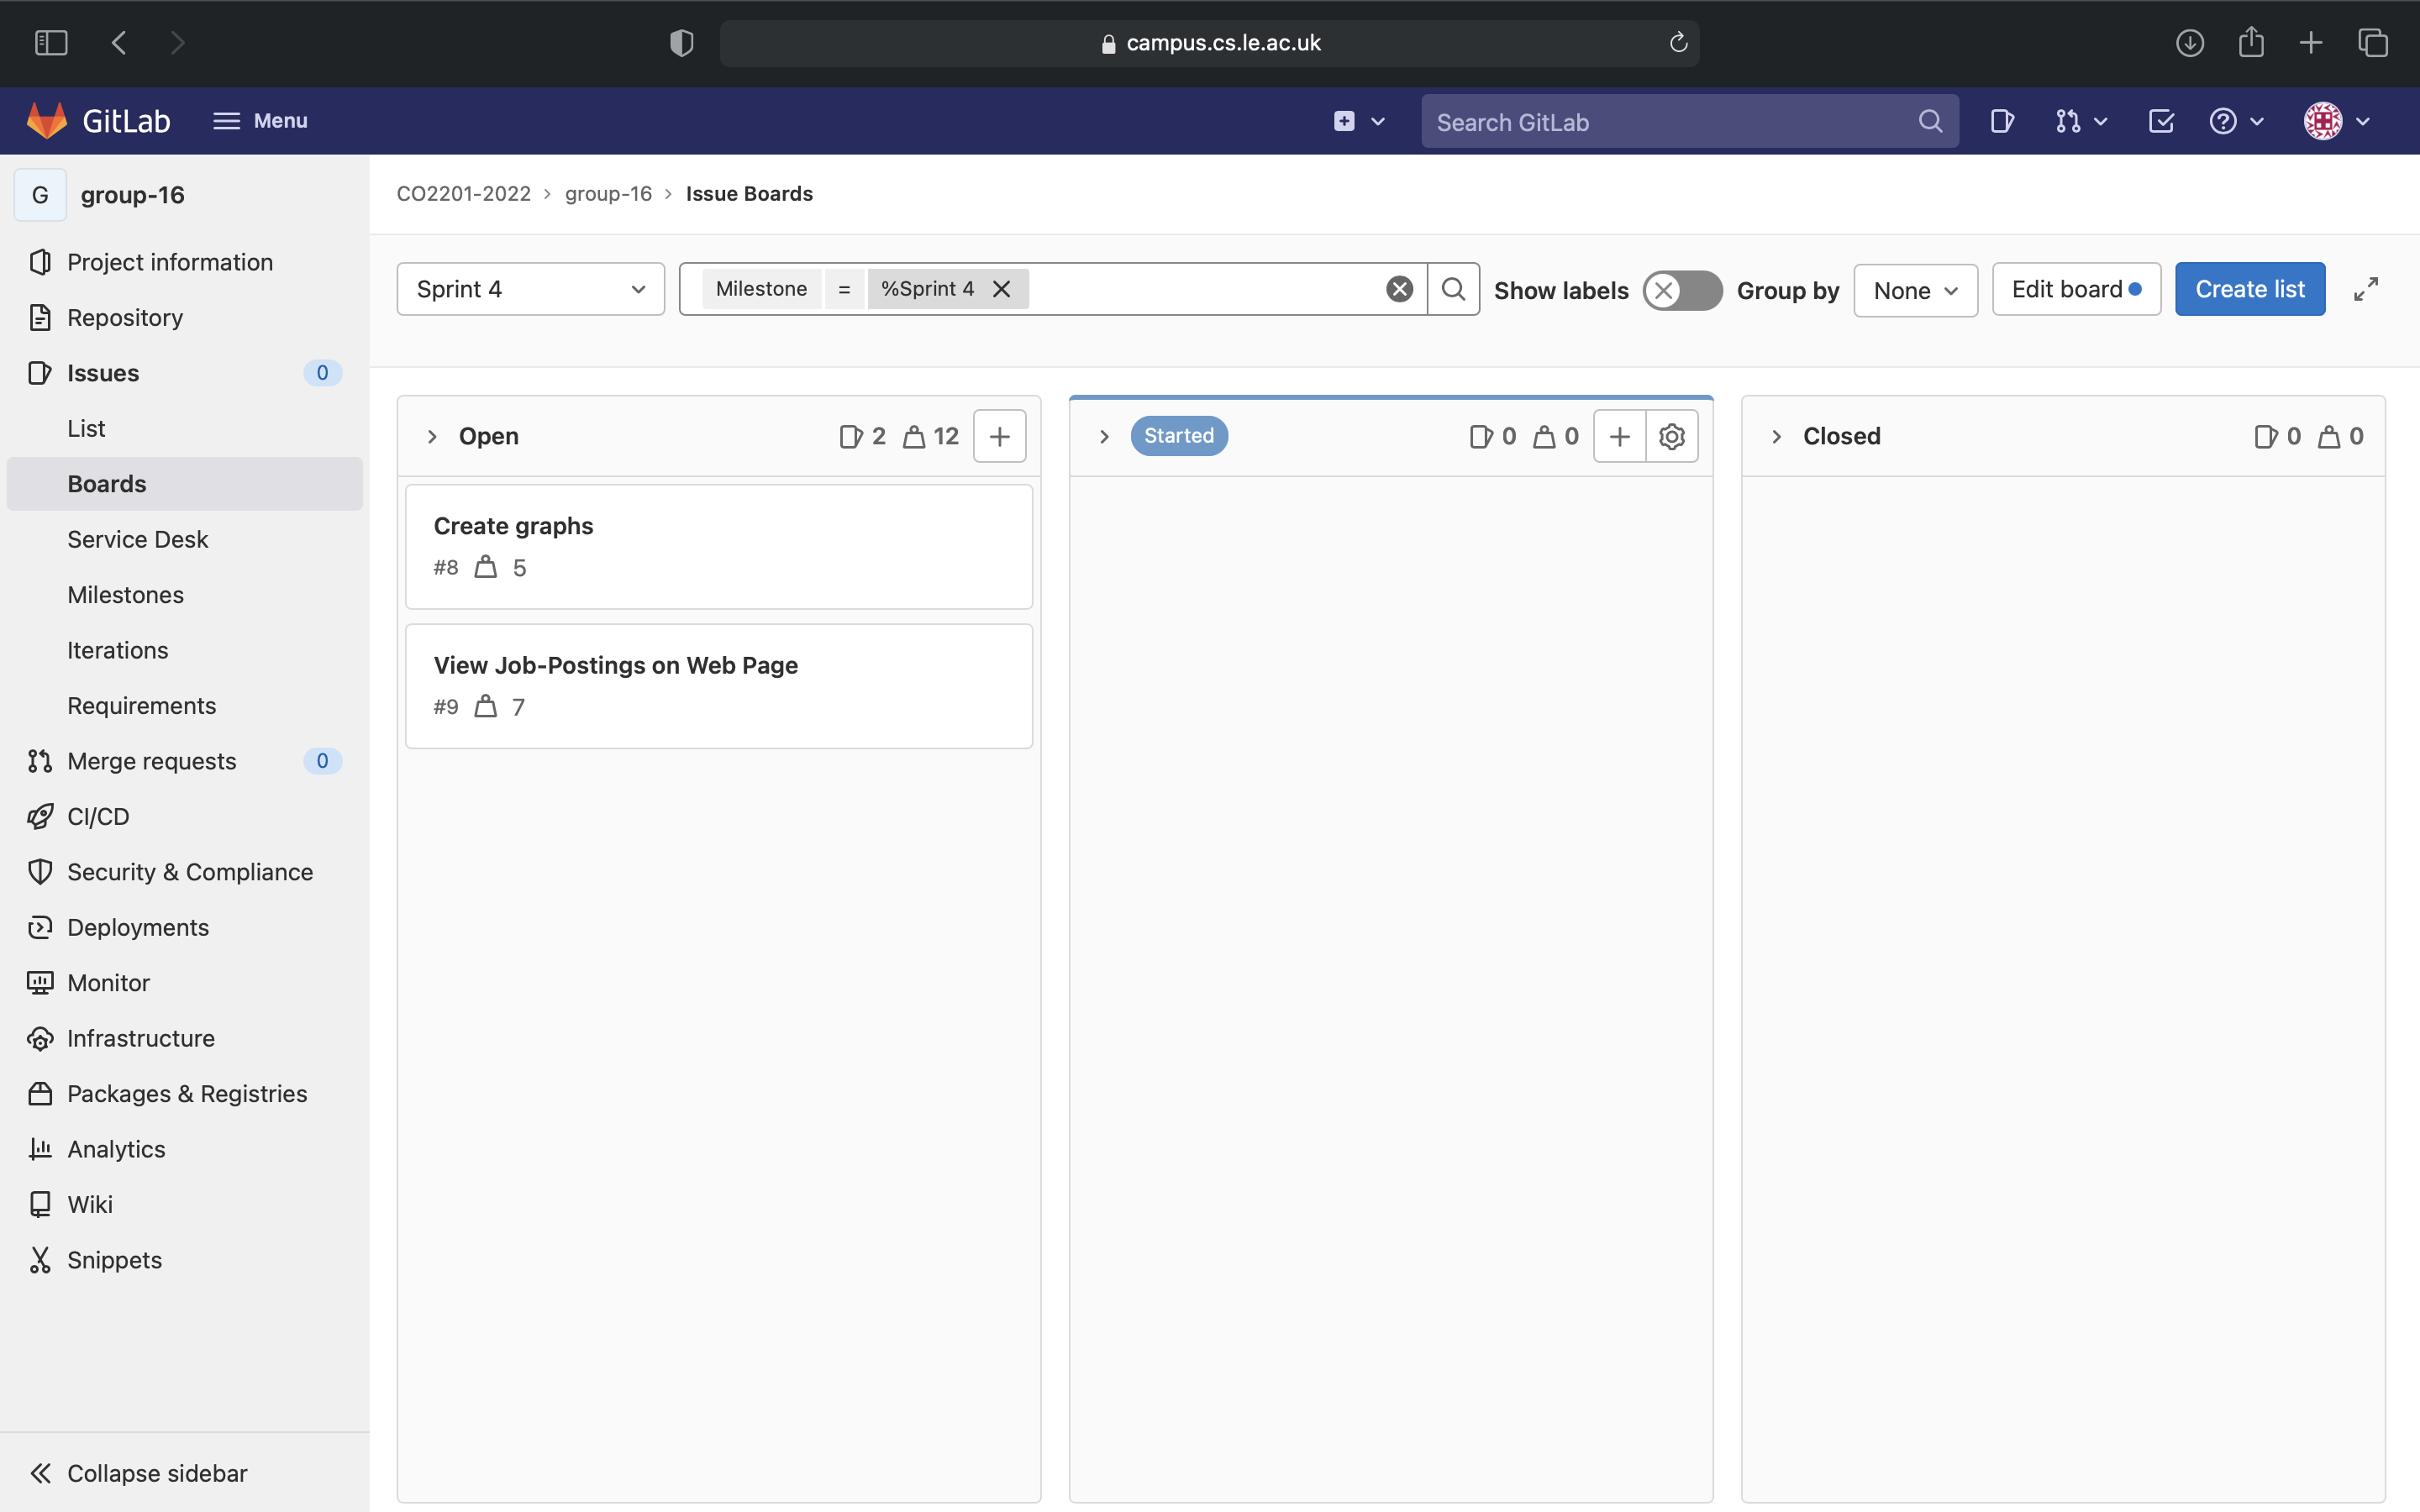 campus.cs.le.ac.uk
GitLab Menu Search GitLab
G group-16
CO2201-2022 > group-16 > Issue Boards
Project information
Repository
Issues 0
List
Boards
Service Desk
Milestones
Iterations
Requirements
Merge requests 0
CI/CD
Security & Compliance
Deployments
Monitor
Infrastructure
Packages & Registries
Analytics
Wiki
Snippets
Collapse sidebar
Sprint 4 Milestone = %Sprint 4 Show labels Group by None Edit board Create list
Open 2 12
Create graphs
#8 5
View Job-Postings on Web Page
#9 7
Started 0 0
Closed 0 0